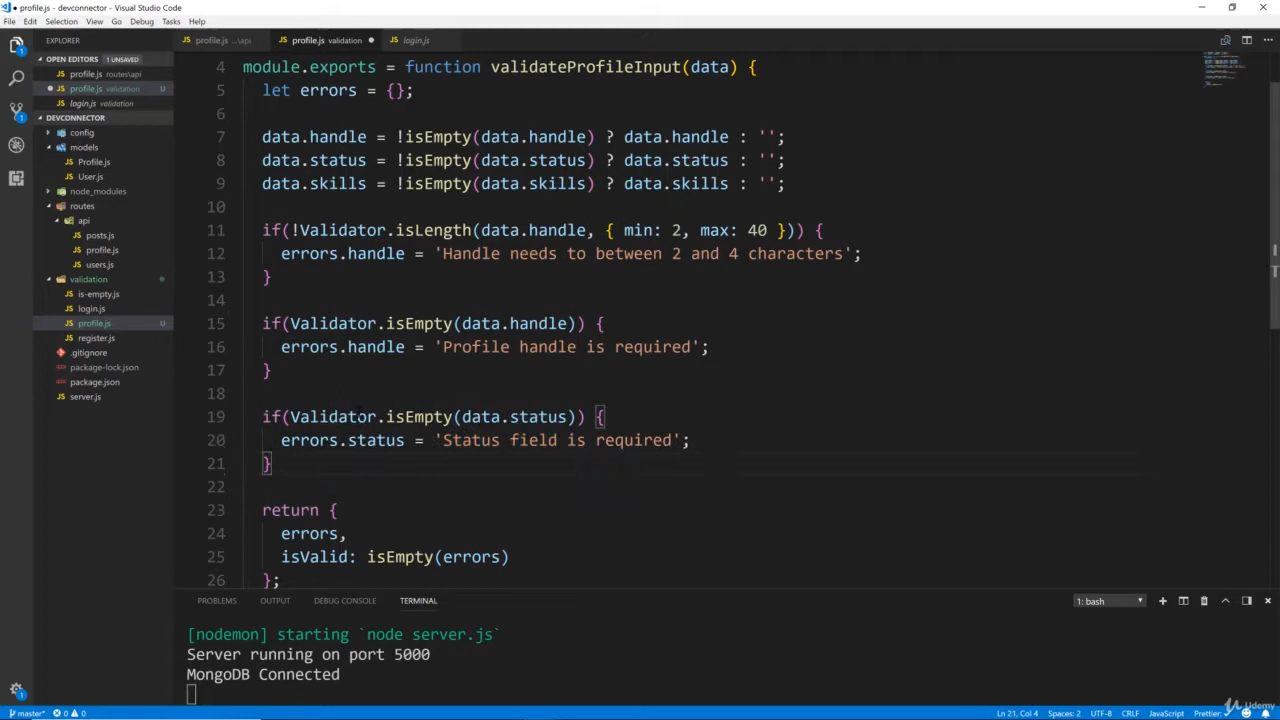 profile.js - devconnector - Visual Studio Code
File Edit Selection View Go Debug Tasks Help
EXPLORER
OPEN EDITORS 1 UNSAVED
profile.js routes\api
profile.js validation U
login.js validation
DEVCONNECTOR
config
models
Profile.js
User.js
node_modules
routes
api
posts.js
profile.js
users.js
validation
is-empty.js
login.js
profile.js U
register.js
.gitignore
package-lock.json
package.json
server.js
profile.js ...\api profile.js validation login.js
4 module.exports = function vaidateProfileInput(data) {
5 let errors = {};
6
7 data.handle = !isEmpty(data.handle) ? data.handle : '';
8 data.status = !isEmpty(data.status) ? data.status : '';
9 data.skills = !isEmpty(data.skills) ? data.skills : '';
10
11 if(!Validator.isLength(data.handle, { min: 2, max: 40 })) {
12 errors.handle = 'Handle needs to between 2 and 4 characters';
13 }
14
15 if(Validator.isEmpty(data.handle)) {
16 errors.handle = 'Profile handle is required';
17 }
18
19 if(Validator.isEmpty(data.status)) {
20 errors.status = 'Status field is required';
21 }
22
23 return {
24 errors,
25 isValid: isEmpty(errors)
26 };
PROBLEMS OUTPUT DEBUG CONSOLE TERMINAL 1: bash
[nodemon] starting `node server.js`
Server running on port 5000
MongoDB Connected
master* 0 0 Ln 21, Col 4 Spaces: 2 UTF-8 CRLF JavaScript Prettier:
Udemy